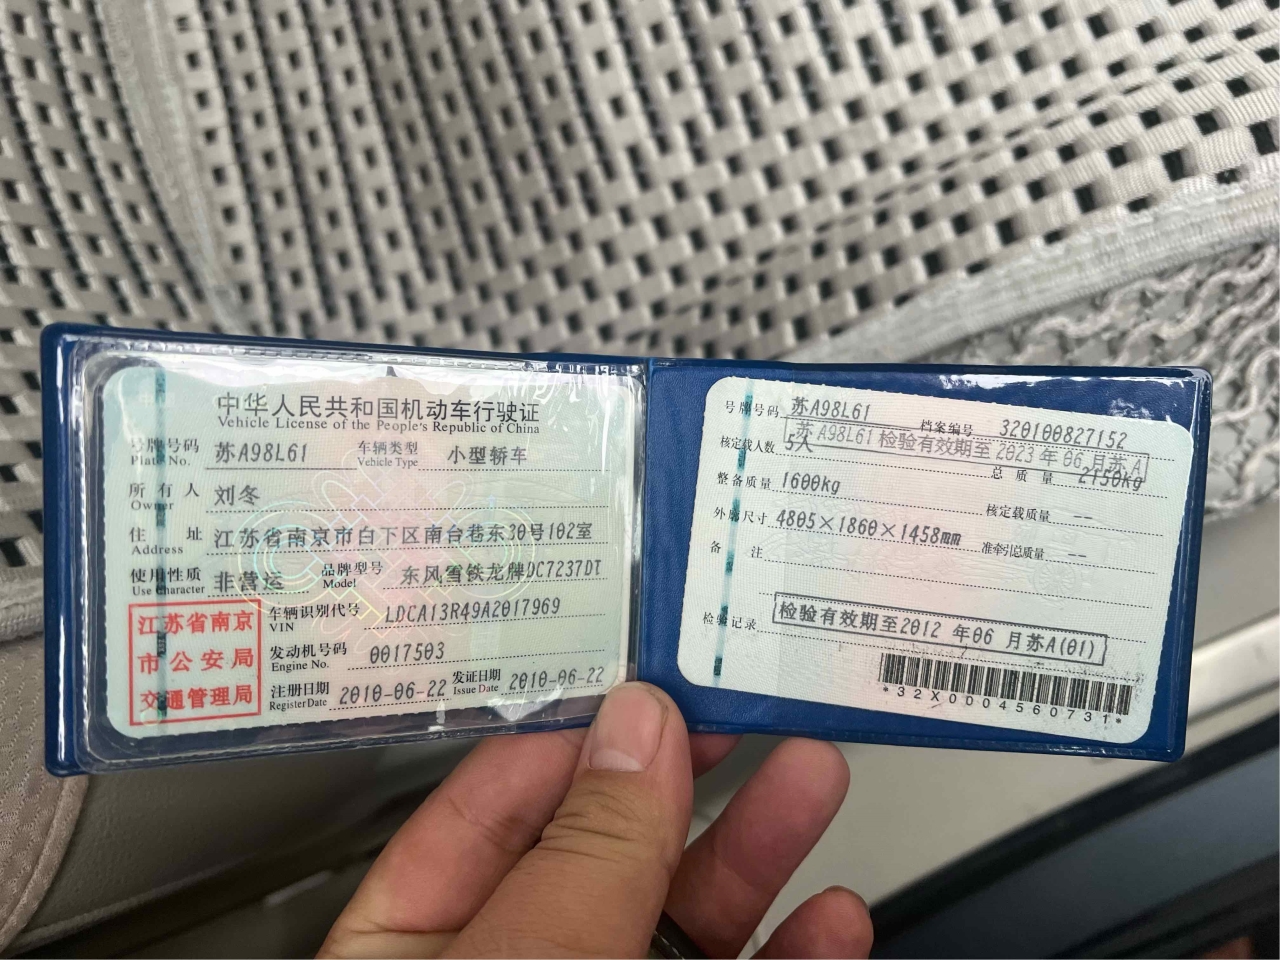 中华人民共和国机动车行驶证
Vehicle License of the People's Republic of China
号牌号码 苏A98L61 车辆类型 小型轿车
Plate No. Vehicle Type
所有人 刘冬
Owner
住址 江苏省南京市白下区南台巷东30号102室
Address
使用性质 非营运 品牌型号 东风雪铁龙牌DC7237DT
Use Character Model
江苏省南京
市公安局
交通管理局
车辆识别代号 LDCA13R49A2017969
VIN
发动机号码 0017503
Engine No.
注册日期 2010-06-22 发证日期 2010-06-22
Register Date Issue Date
号牌号码 苏A98L61 档案编号 320100827152
苏A98L61 检验有效期至 2023 年 06 月苏A
核定载人数 5人 总质量 2150kg
整备质量 1600kg 核定载质量 --
外廓尺寸 4805×1860×1458mm 准牵引总质量 --
备注
检验记录 检验有效期至2012 年06 月苏A(01)
*32X0004560731*